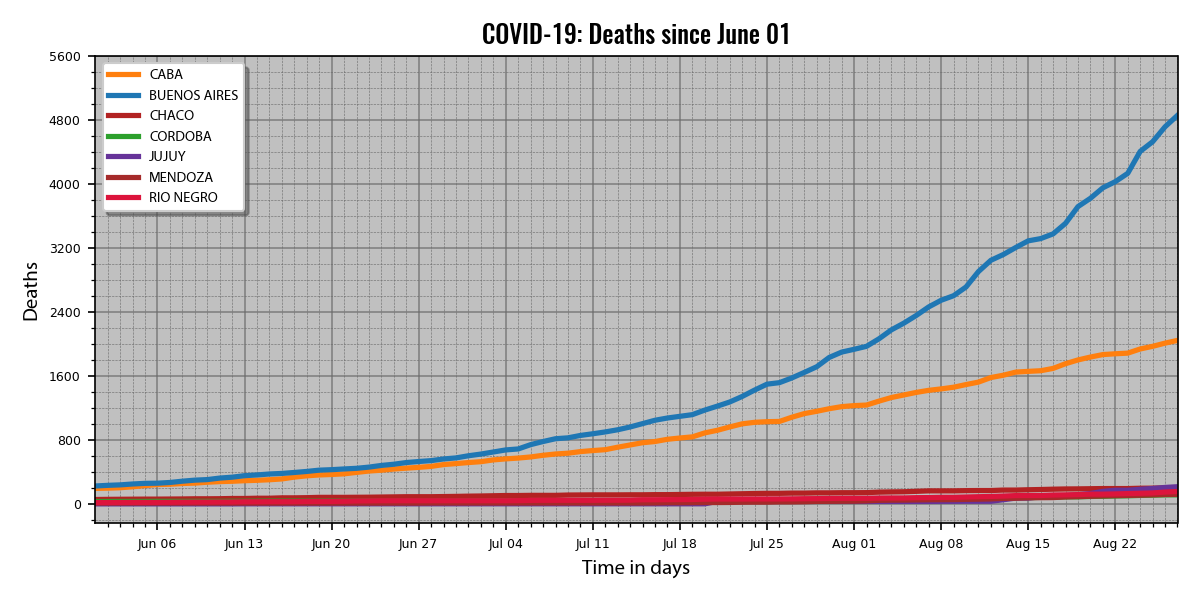 COVID-19: Deaths since June 01
5600
4800
4000
3200
2400
1600
800
0
Deaths
CABA
BUENOS AIRES
CHACO
CORDOBA
JUJUY
MENDOZA
RIO NEGRO
Jun 06 Jun 13 Jun 20 Jun 27 Jul 04 Jul 11 Jul 18 Jul 25 Aug 01 Aug 08 Aug 15 Aug 22
Time in days